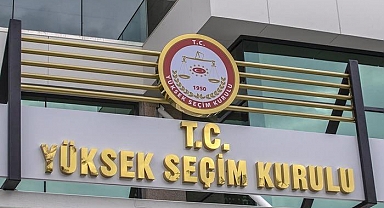 T.C.
YÜKSEK SEÇİM KURULU
1950
T.C.
YÜKSEK SEÇİM KURULU